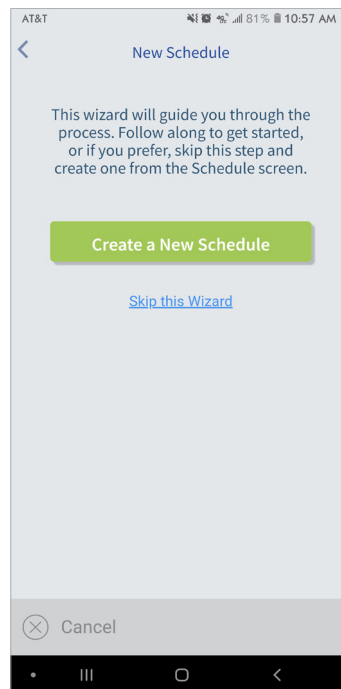 AT&T 81% 10:57 AM
New Schedule
This wizard will guide you through the
process. Follow along to get started,
or if you prefer, skip this step and
create one from the Schedule screen.
Create a New Schedule
Skip this Wizard
Cancel